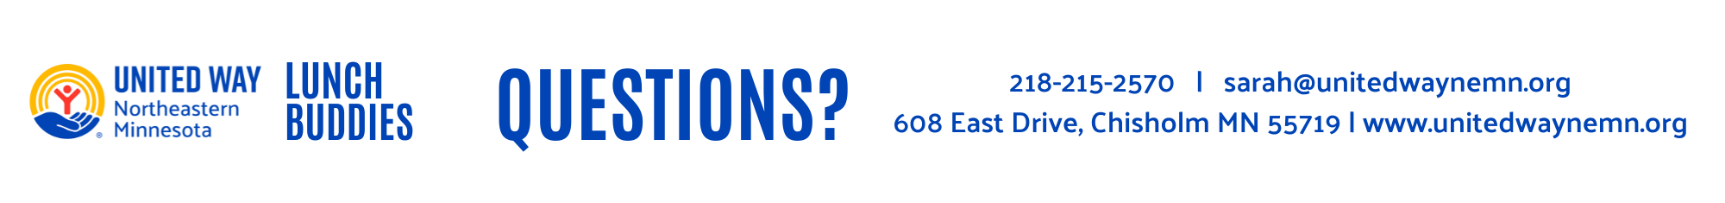 UNITED WAY
Northeastern
Minnesota
®
LUNCH
BUDDIES
QUESTIONS?
218-215-2570 | sarah@unitedwaynemn.org
608 East Drive, Chisholm MN 55719 | www.unitedwaynemn.org